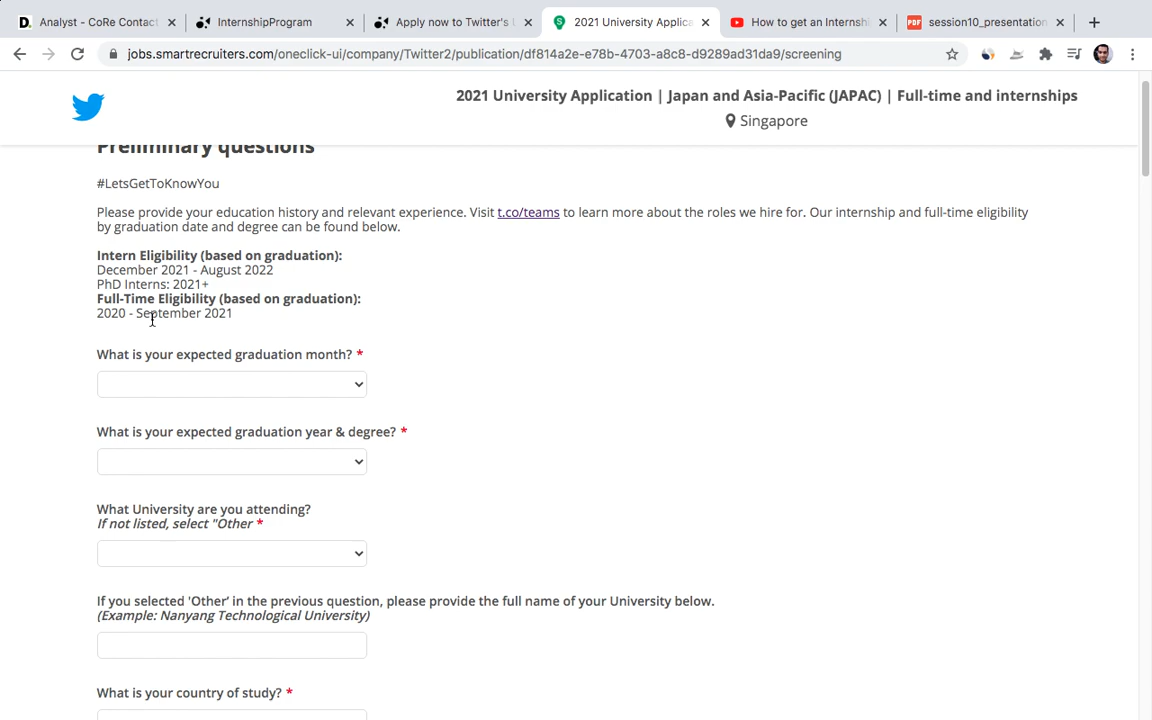 Analyst - CoRe Contact
InternshipProgram
Apply now to Twitter's
2021 University Applica
How to get an Internsh
session10_presentation
jobs.smartrecruiters.com/oneclick-ui/company/Twitter2/publication/df814a2e-e78b-4703-a8c8-d9289ad31da9/screening
2021 University Application | Japan and Asia-Pacific (JAPAC) | Full-time and internships
Singapore
Preliminary questions
#LetsGetToKnowYou
Please provide your education history and relevant experience. Visit t.co/teams to learn more about the roles we hire for. Our internship and full-time eligibility
by graduation date and degree can be found below.
Intern Eligibility (based on graduation):
December 2021 - August 2022
PhD Interns: 2021+
Full-Time Eligibility (based on graduation):
2020 - September 2021
What is your expected graduation month? *
What is your expected graduation year & degree? *
What University are you attending?
If not listed, select "Other *
If you selected 'Other' in the previous question, please provide the full name of your University below.
(Example: Nanyang Technological University)
What is your country of study? *